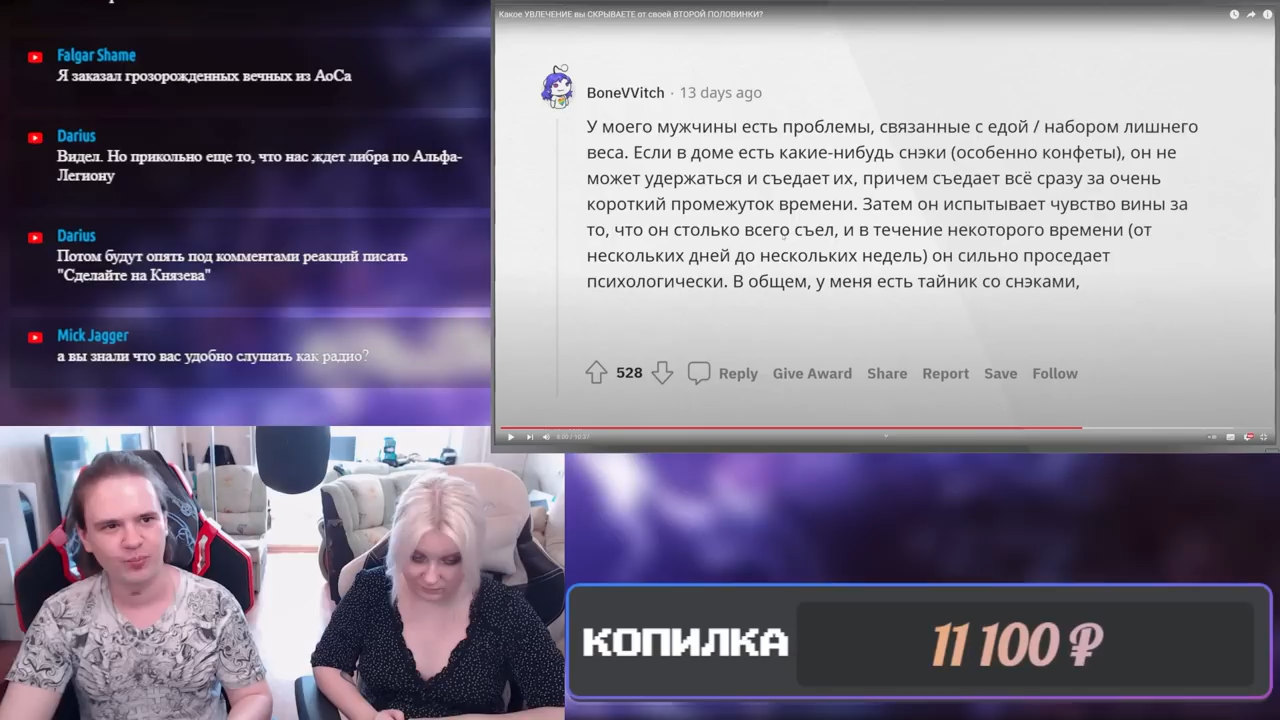 Falgar Shame
Я заказал грозорожденных вечных из АоСа
Darius
Видел. Но прикольно еще то, что нас ждет либра по Альфа-
Легиону
Darius
Потом будут опять под комментами реакций писать
"Сделайте на Князева"
Mick Jagger
а вы знали что вас удобно слушать как радио?
Какое УВЛЕЧЕНИЕ вы СКРЫВАЕТЕ от своей ВТОРОЙ ПОЛОВИНКИ?
BoneVVitch · 13 days ago
У моего мужчины есть проблемы, связанные с едой / набором лишнего
веса. Если в доме есть какие-нибудь снэки (особенно конфеты), он не
может удержаться и съедает их, причем съедает всё сразу за очень
короткий промежуток времени. Затем он испытывает чувство вины за
то, что он столько всего съел, и в течение некоторого времени (от
нескольких дней до нескольких недель) он сильно проседает
психологически. В общем, у меня есть тайник со снэками,
528 Reply Give Award Share Report Save Follow
КОПИЛКА 11 100 ₽